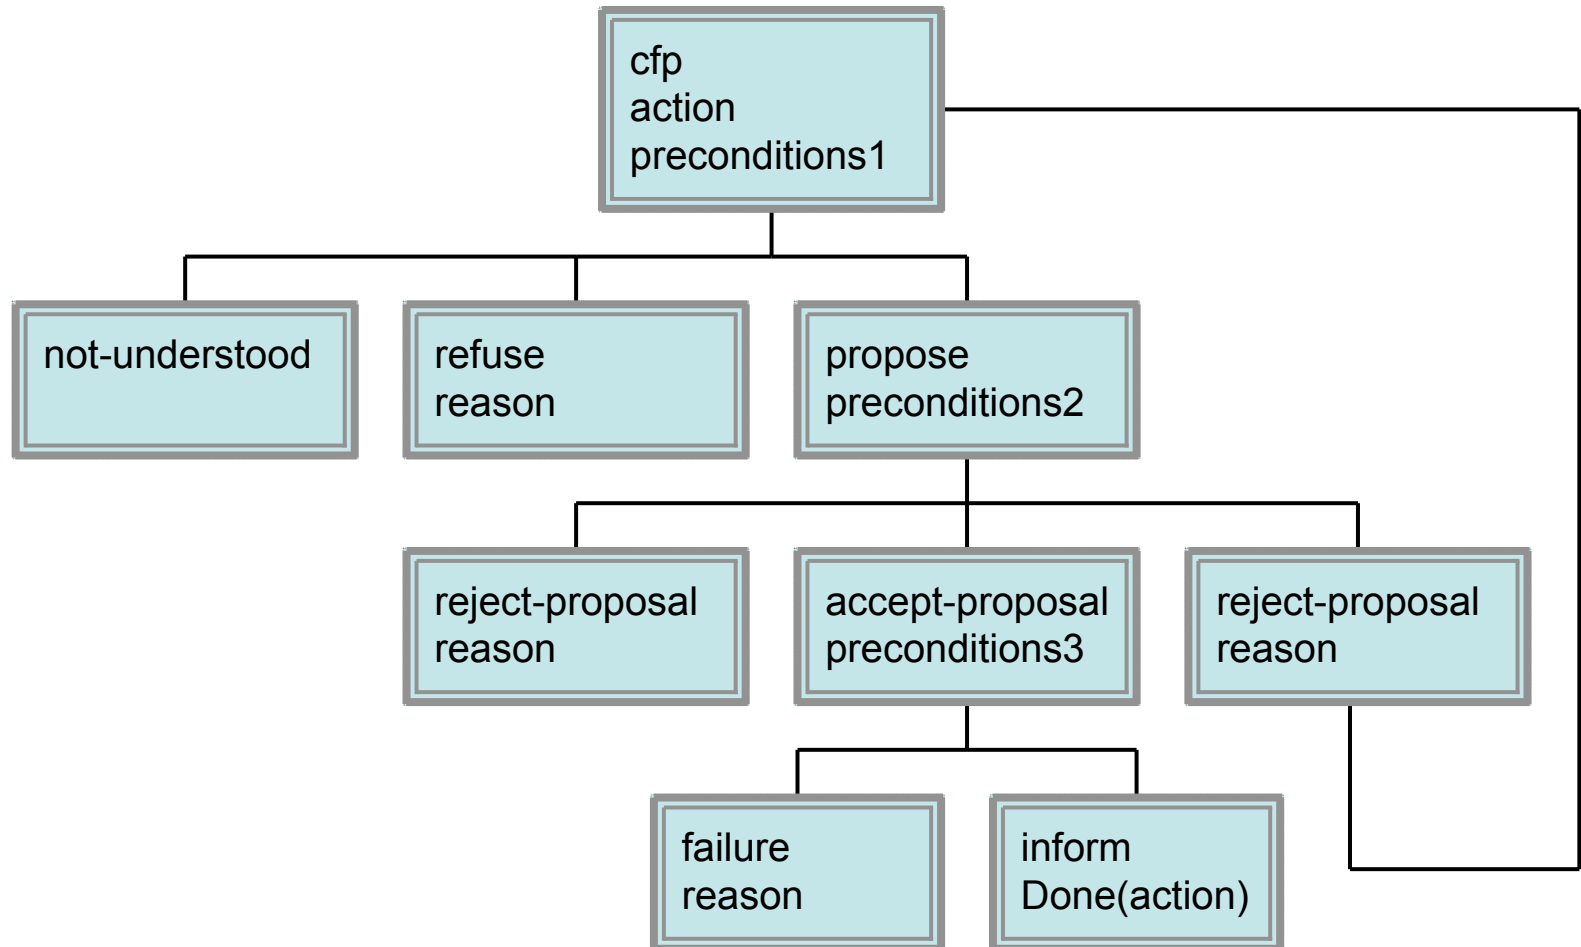 cfp
action
preconditions1
not-understood
refuse
reason
propose
preconditions2
reject-proposal
reason
accept-proposal
preconditions3
reject-proposal
reason
failure
reason
inform
Done(action)